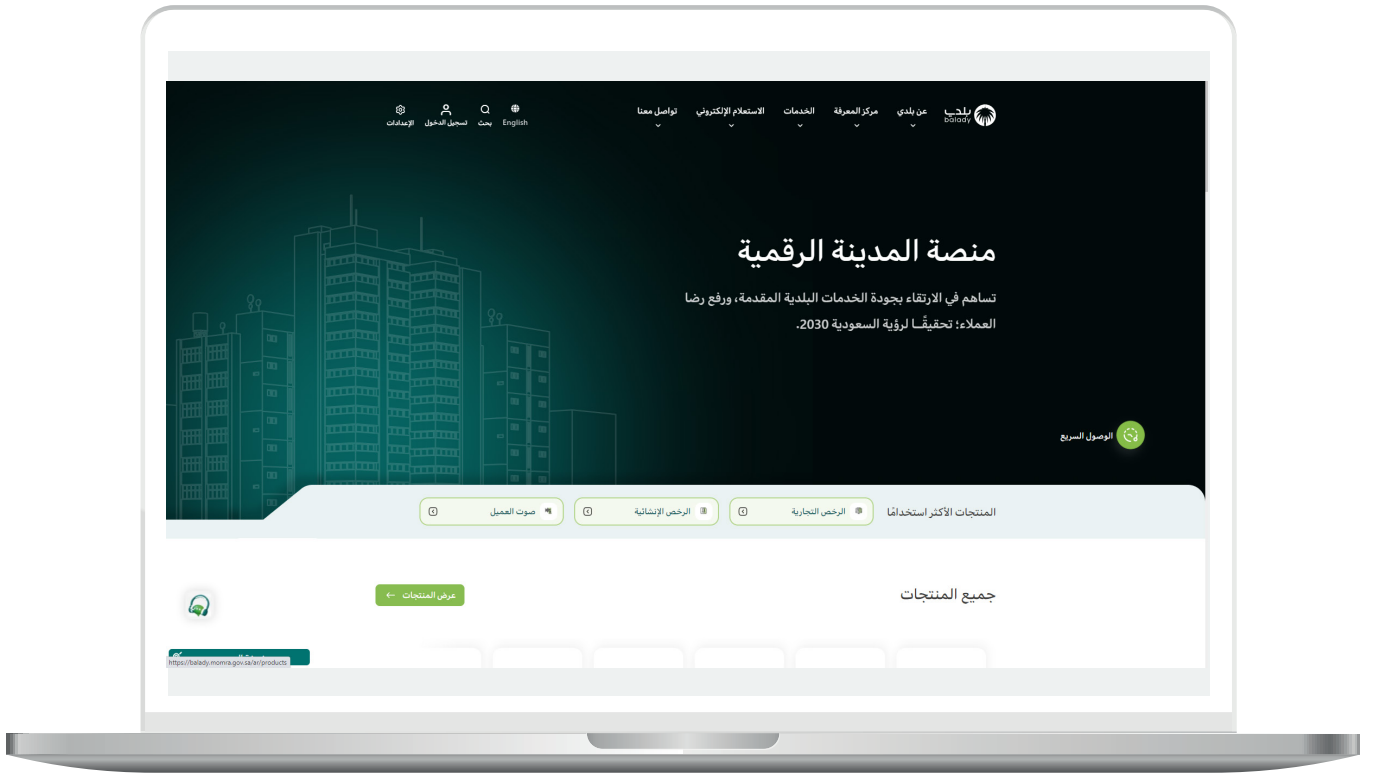 بلدي
balady
عن بلدي
مركز المعرفة
الخدمات
الاستعلام الإلكتروني
تواصل معنا
English
بحث
تسجيل الدخول
الإعدادات
منصة المدينة الرقمية
تساهم في الارتقاء بجودة الخدمات البلدية المقدمة، ورفع رضا
العملاء؛ تحقيقًـا لرؤية السعودية 2030.
الوصول السريع
المنتجات الأكثر استخدامًا
الرخص التجارية
الرخص الإنشائية
صوت العميل
جميع المنتجات
عرض المنتجات
https://balady.momra.gov.sa/ar/products